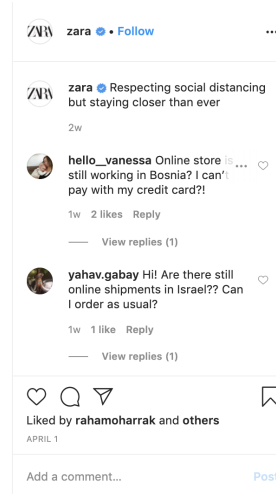 ZARA zara • Follow
ZARA zara Respecting social distancing
but staying closer than ever
2w
hello__vanessa Online store is
still working in Bosnia? I can't
pay with my credit card?!
1w 2 likes Reply
View replies (1)
yahav.gabay Hi! Are there still
online shipments in Israel?? Can
I order as usual?
1w 1 like Reply
View replies (1)
Liked by rahamoharrak and others
APRIL 1
Add a comment... Post